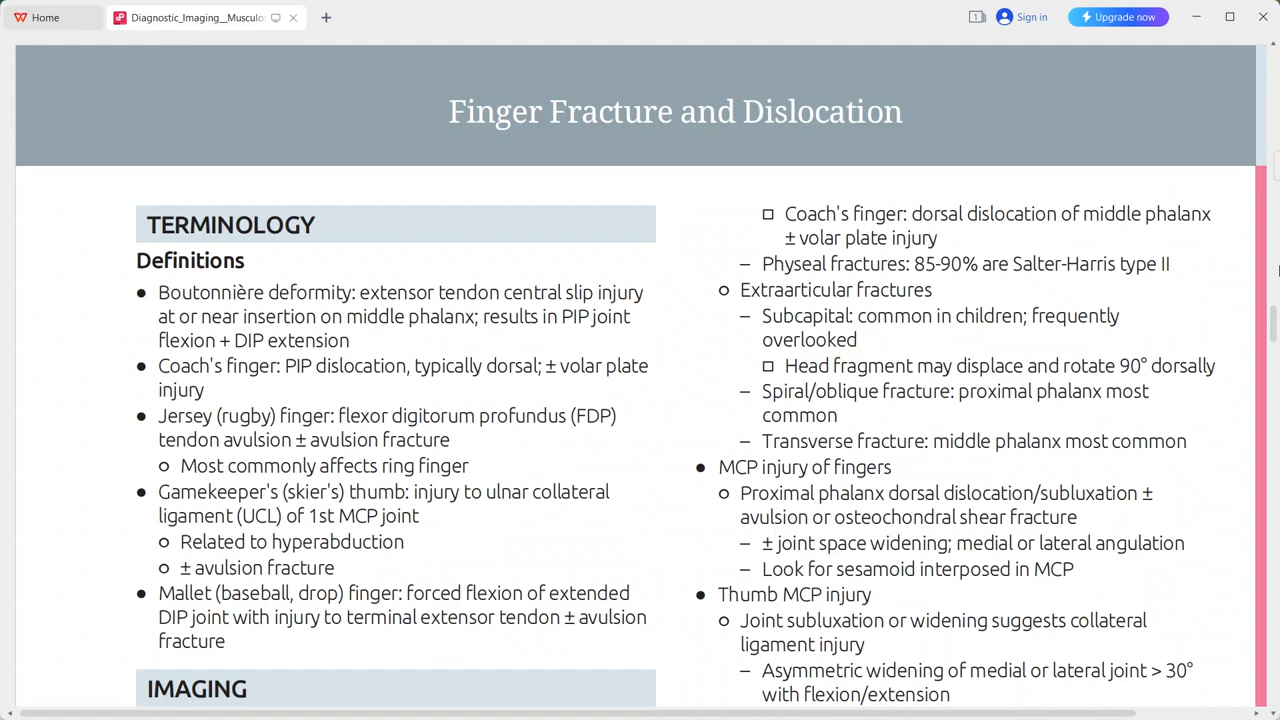 Home
Diagnostic_Imaging__Musculos
1
Sign in
Upgrade now
Finger Fracture and Dislocation
TERMINOLOGY
Definitions
● Boutonnière deformity: extensor tendon central slip injury
at or near insertion on middle phalanx; results in PIP joint
flexion + DIP extension
● Coach's finger: PIP dislocation, typically dorsal; ± volar plate
injury
● Jersey (rugby) finger: flexor digitorum profundus (FDP)
tendon avulsion ± avulsion fracture
○ Most commonly affects ring finger
● Gamekeeper's (skier's) thumb: injury to ulnar collateral
ligament (UCL) of 1st MCP joint
○ Related to hyperabduction
○ ± avulsion fracture
● Mallet (baseball, drop) finger: forced flexion of extended
DIP joint with injury to terminal extensor tendon ± avulsion
fracture
IMAGING
□ Coach's finger: dorsal dislocation of middle phalanx
± volar plate injury
– Physeal fractures: 85-90% are Salter-Harris type II
○ Extraarticular fractures
– Subcapital: common in children; frequently
overlooked
□ Head fragment may displace and rotate 90° dorsally
– Spiral/oblique fracture: proximal phalanx most
common
– Transverse fracture: middle phalanx most common
● MCP injury of fingers
○ Proximal phalanx dorsal dislocation/subluxation ±
avulsion or osteochondral shear fracture
– ± joint space widening; medial or lateral angulation
– Look for sesamoid interposed in MCP
● Thumb MCP injury
○ Joint subluxation or widening suggests collateral
ligament injury
– Asymmetric widening of medial or lateral joint > 30°
with flexion/extension